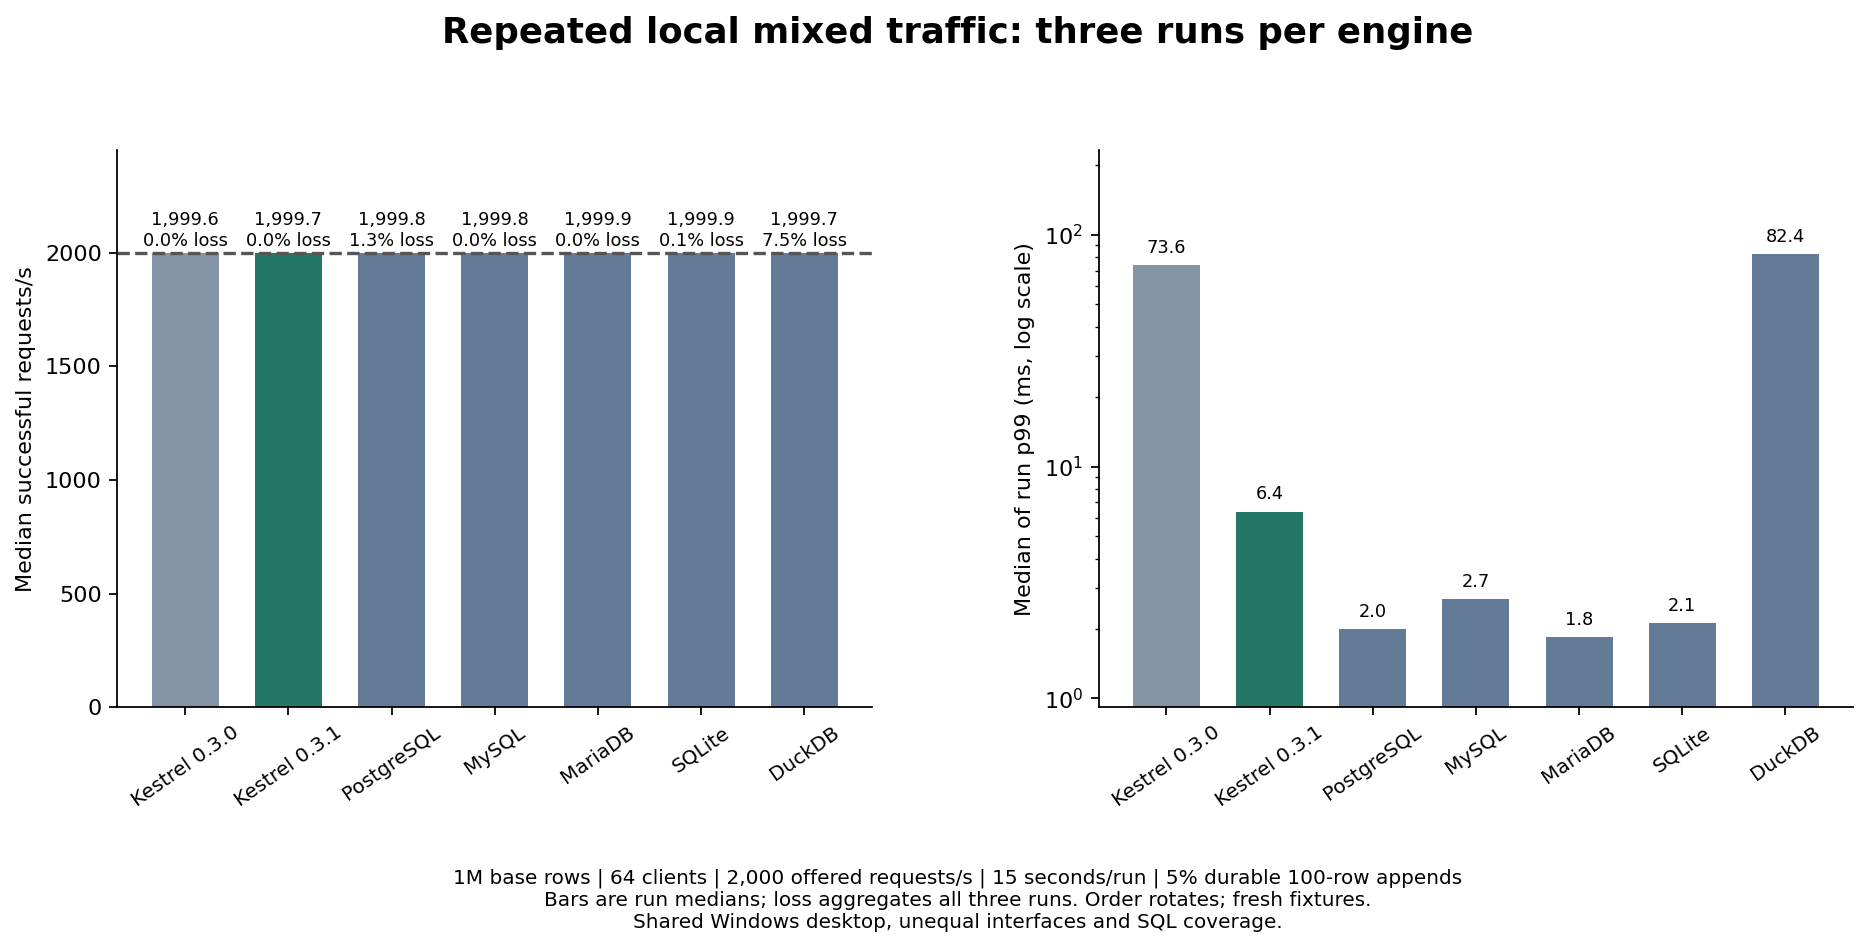 Repeated local mixed traffic: three runs per engine
Median successful requests/s
2000
1500
1000
500
0
1,999.6
0.0% loss
1,999.7
0.0% loss
1,999.8
1.3% loss
1,999.8
0.0% loss
1,999.9
0.0% loss
1,999.9
0.1% loss
1,999.7
7.5% loss
Kestrel 0.3.0
Kestrel 0.3.1
PostgreSQL
MySQL
MariaDB
SQLite
DuckDB
Median of run p99 (ms, log scale)
10²
10¹
10⁰
73.6
6.4
2.0
2.7
1.8
2.1
82.4
Kestrel 0.3.0
Kestrel 0.3.1
PostgreSQL
MySQL
MariaDB
SQLite
DuckDB
1M base rows | 64 clients | 2,000 offered requests/s | 15 seconds/run | 5% durable 100-row appends
Bars are run medians; loss aggregates all three runs. Order rotates; fresh fixtures.
Shared Windows desktop, unequal interfaces and SQL coverage.